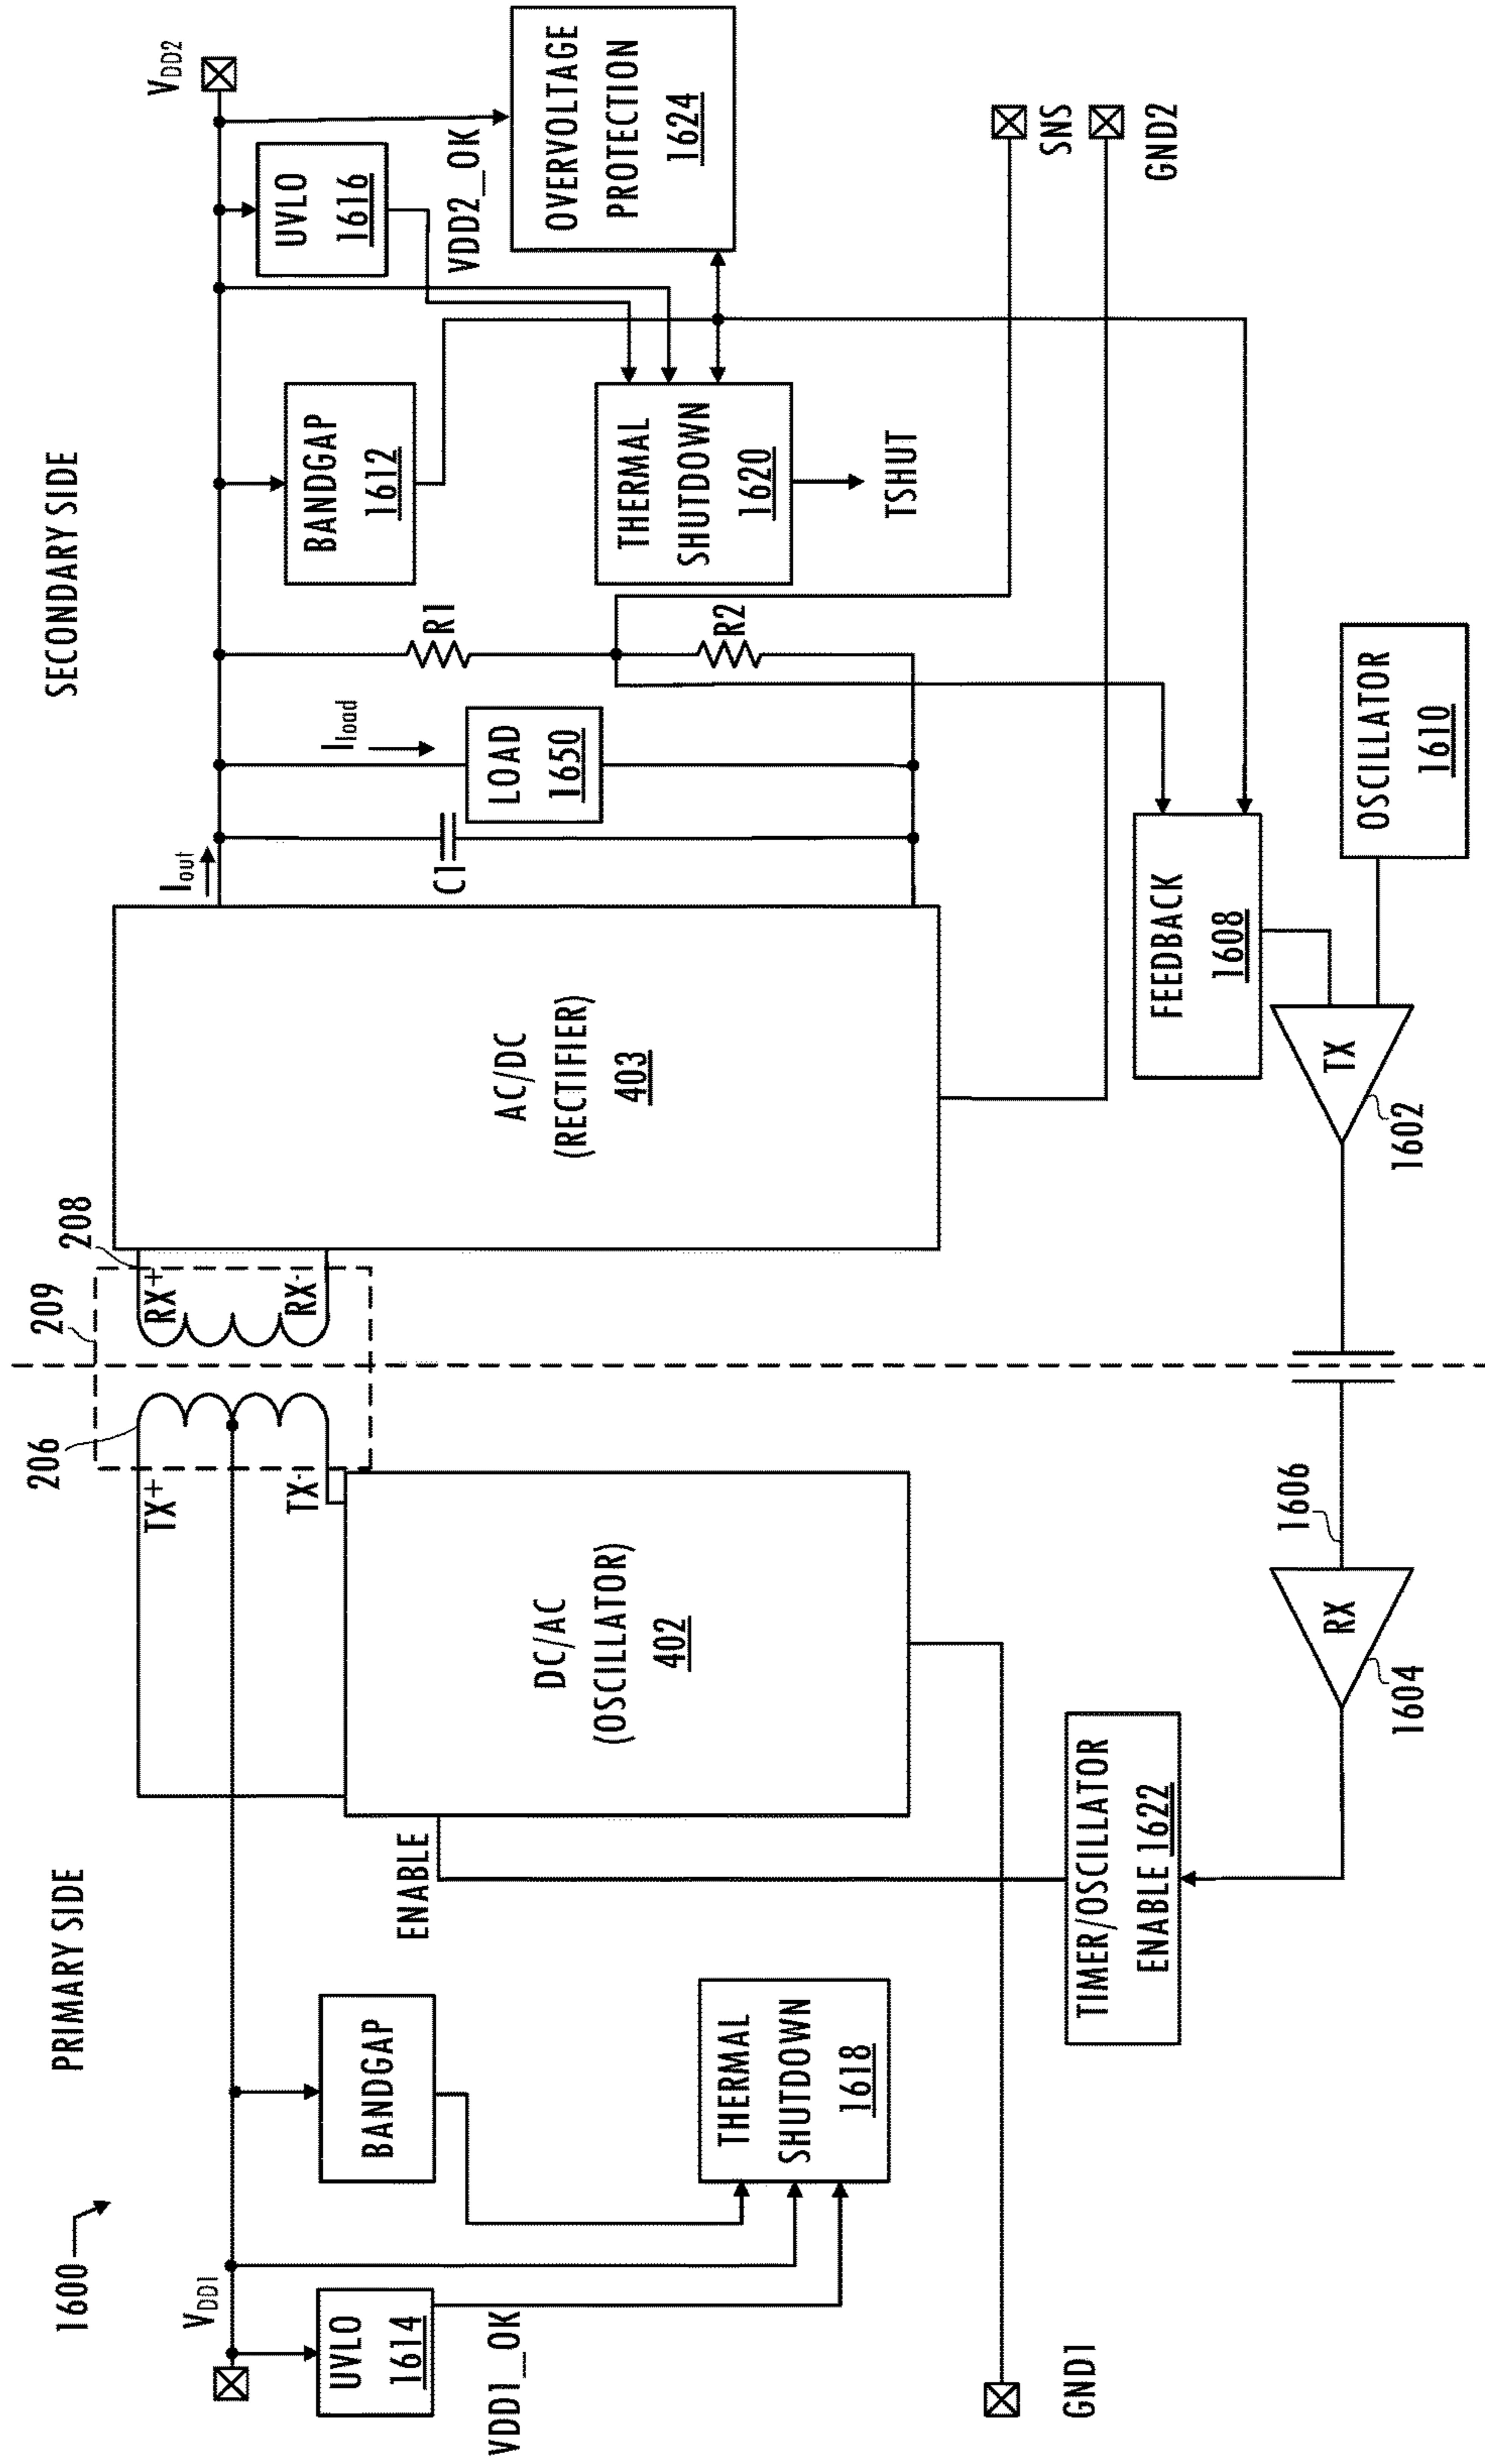 PRIMARY SIDE
SECONDARY SIDE
1600
VDD1
206
209
208
TX+
TX-
RX+
RX-
Iout
Iload
VDD2
UVLO
1614
VDD1_OK
BANDGAP
THERMAL
SHUTDOWN
1618
ENABLE
DC/AC
(OSCILLATOR)
402
AC/DC
(RECTIFIER)
403
C1
LOAD
1650
R1
R2
BANDGAP
1612
UVLO
1616
VDD2_OK
THERMAL
SHUTDOWN
1620
TSHUT
OVERVOLTAGE
PROTECTION
1624
SNS
GND2
GND1
TIMER/OSCILLATOR
ENABLE 1622
RX
1604
1606
TX
1602
FEEDBACK
1608
OSCILLATOR
1610